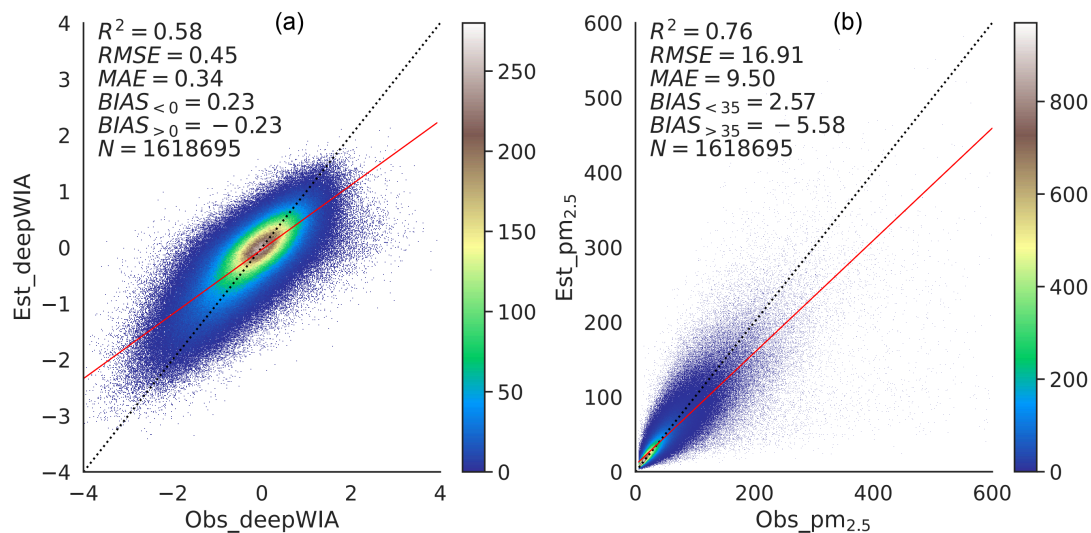 (a)
R² = 0.58
RMSE = 0.45
MAE = 0.34
BIAS<0 = 0.23
BIAS>0 = −0.23
N = 1618695
4
3
2
1
0
−1
−2
−3
−4
Est_deepWIA
−4
−2
0
2
4
Obs_deepWIA
250
200
150
100
50
0
(b)
R² = 0.76
RMSE = 16.91
MAE = 9.50
BIAS<35 = 2.57
BIAS>35 = −5.58
N = 1618695
600
500
400
300
200
100
0
Est_pm2.5
0
200
400
600
Obs_pm2.5
800
600
400
200
0